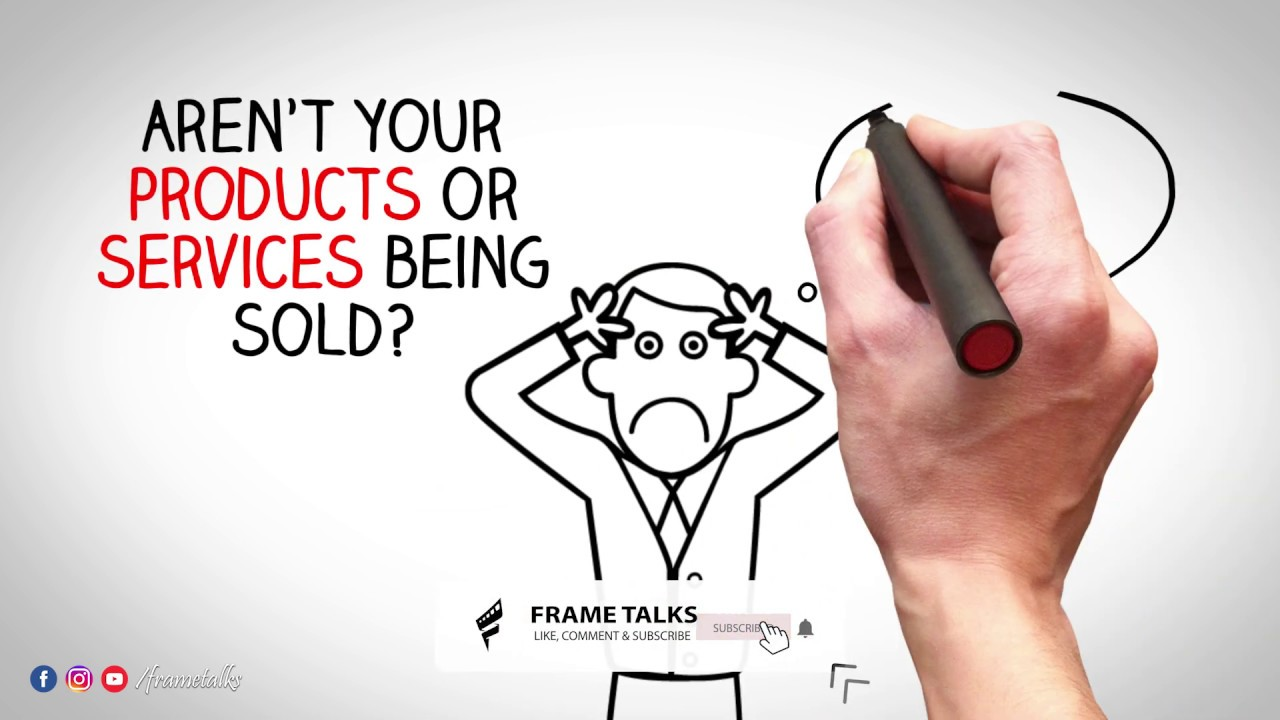 AREN'T YOUR
PRODUCTS OR
SERVICES BEING
SOLD?
FRAME TALKS
LIKE, COMMENT & SUBSCRIBE
/frametalks